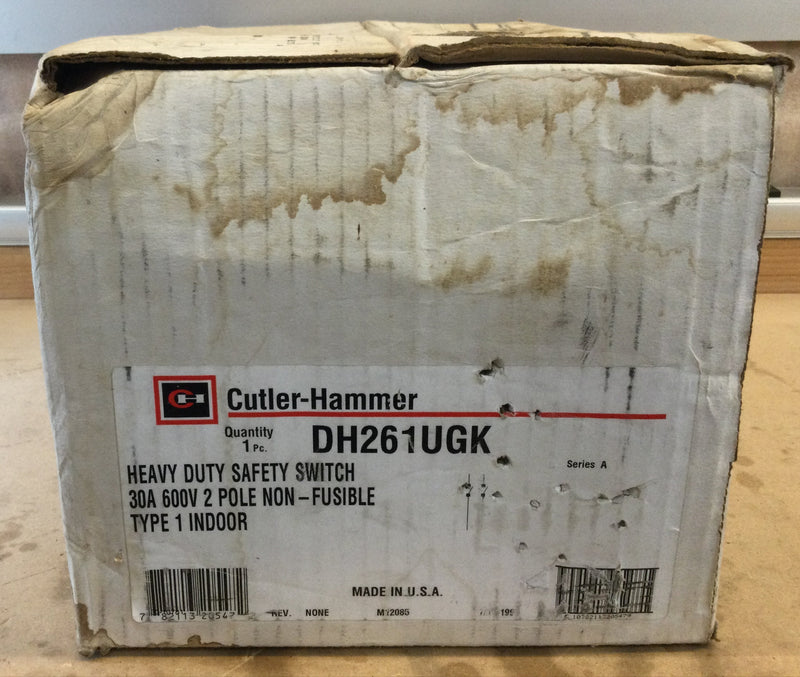 CH
Cutler-Hammer
Quantity
1 Pc.
DH261UGK
Series A
HEAVY DUTY SAFETY SWITCH
30A 600V 2 POLE NON-FUSIBLE
TYPE 1 INDOOR
MADE IN U.S.A.
REV. NONE